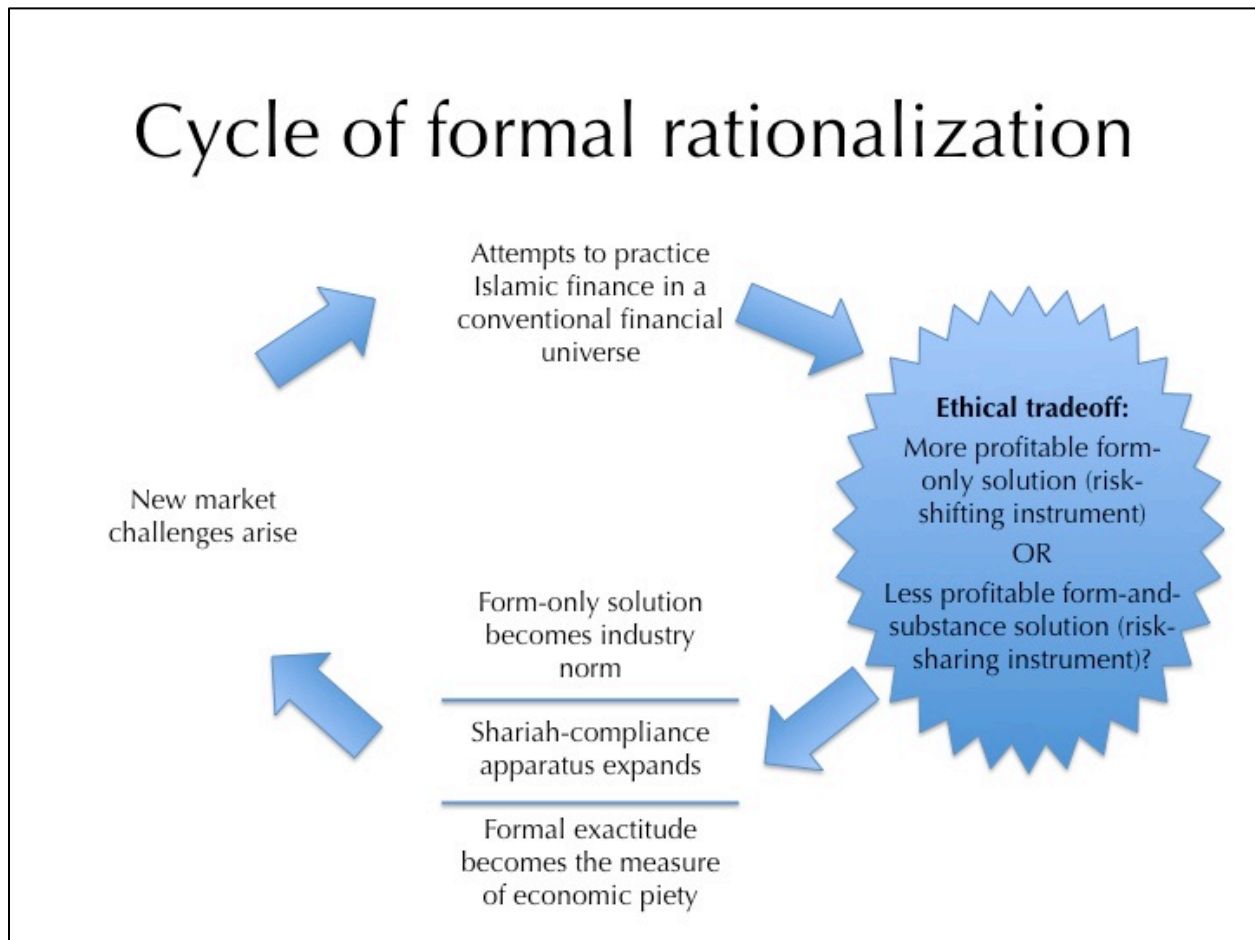 Cycle of formal rationalization
Attempts to practice
Islamic finance in a
conventional financial
universe
Ethical tradeoff:
More profitable form-
only solution (risk-
shifting instrument)
OR
Less profitable form-and-
substance solution (risk-
sharing instrument)?
Form-only solution
becomes industry
norm
Shariah-compliance
apparatus expands
Formal exactitude
becomes the measure
of economic piety
New market
challenges arise